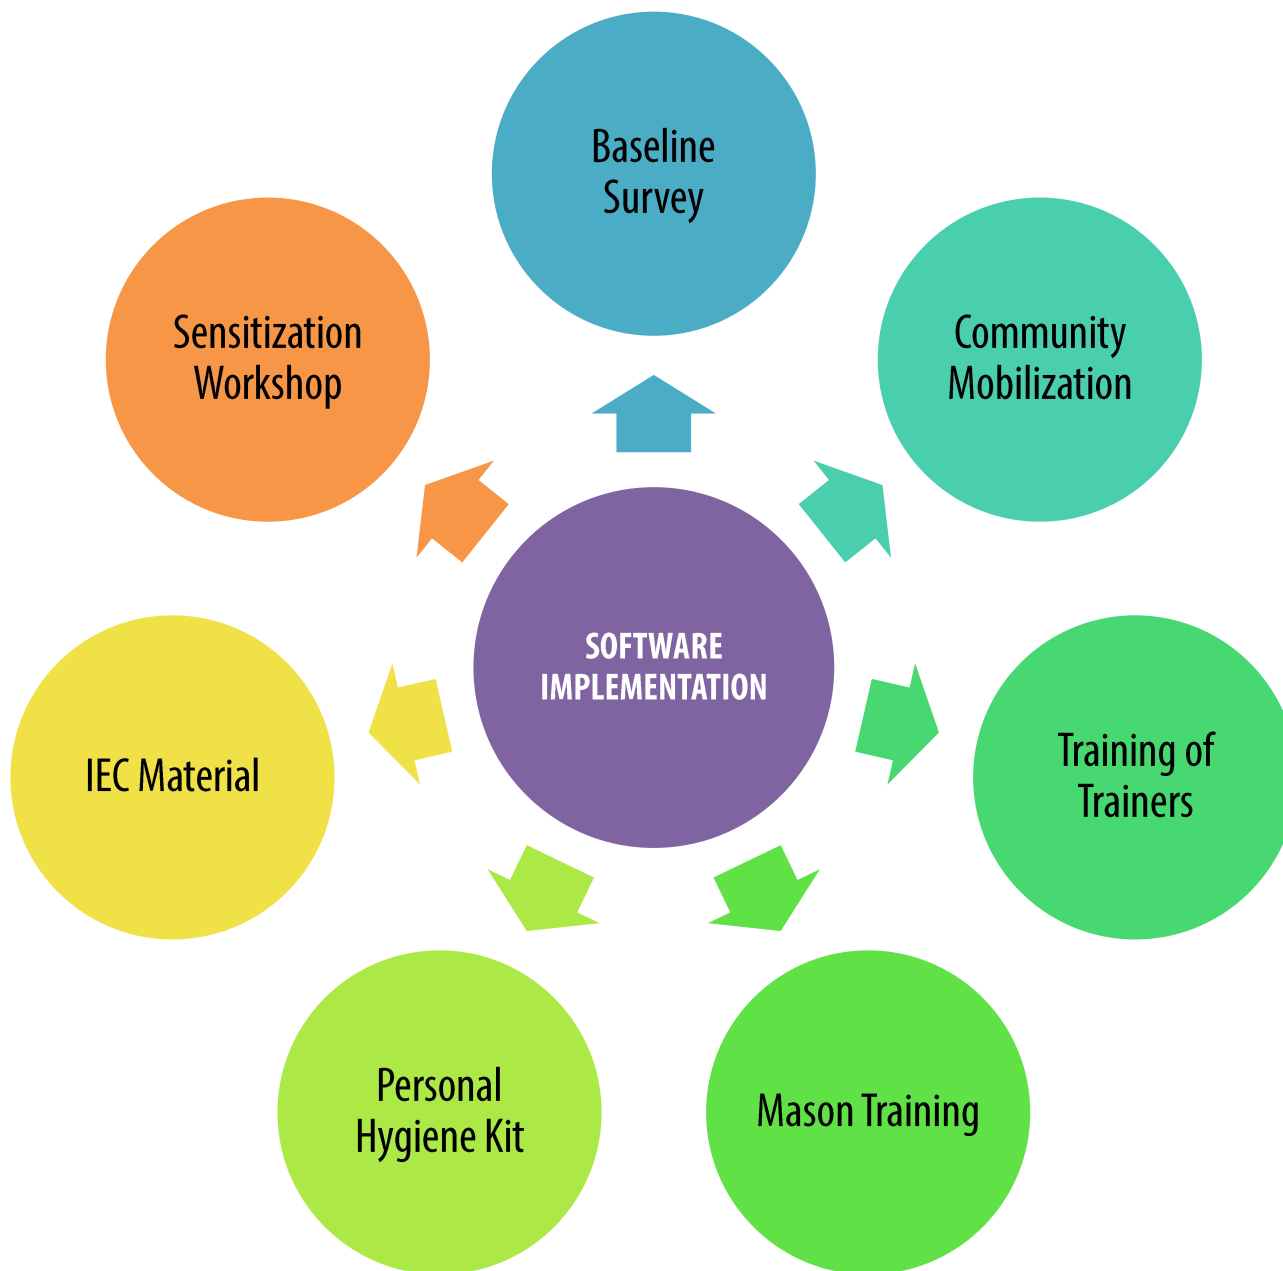 Baseline
Survey
Sensitization
Workshop
Community
Mobilization
SOFTWARE
IMPLEMENTATION
IEC Material
Training of
Trainers
Personal
Hygiene Kit
Mason Training